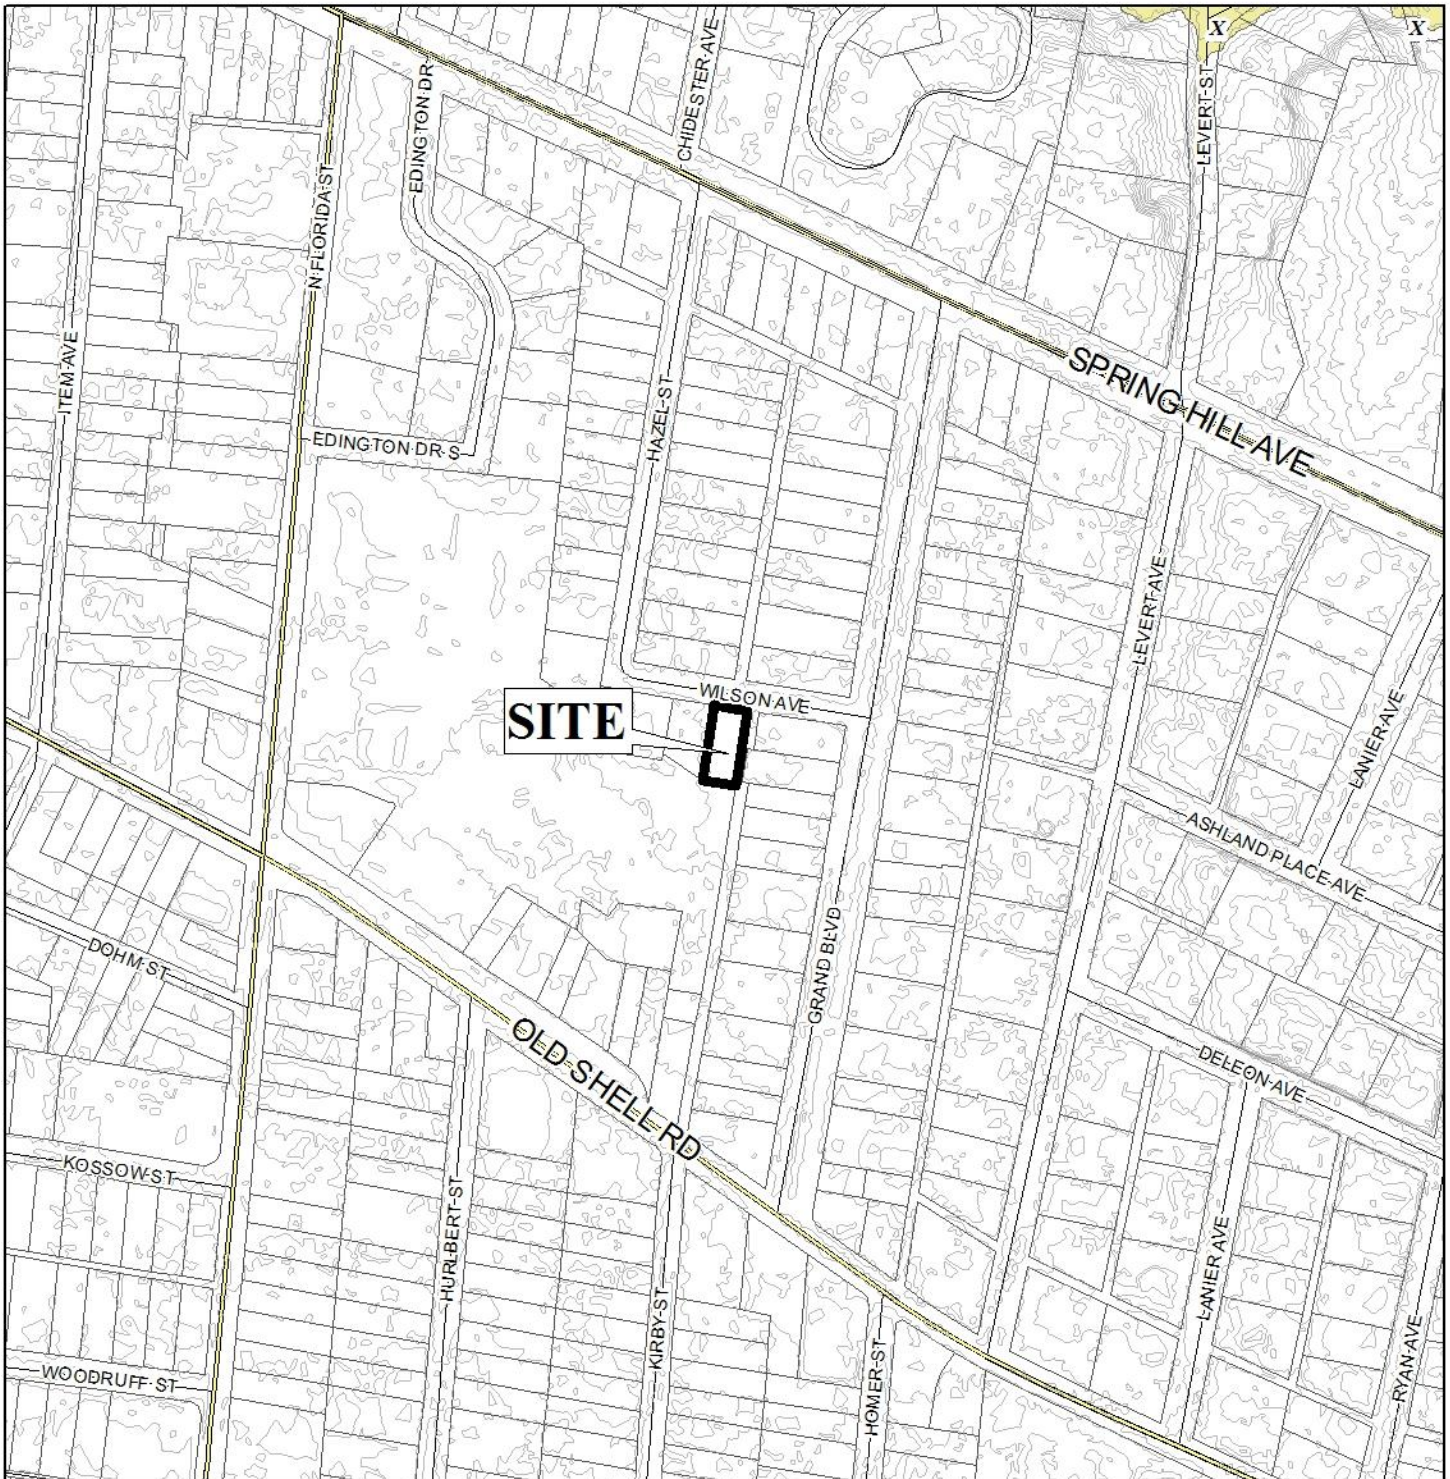 X
X
CHIDESTER AVE
EDINGTON DR
LEVERT ST
N FLORIDA ST
ITEM AVE
HAZEL ST
SPRING HILL AVE
EDINGTON DR S
LEVERT AVE
WILSON AVE
SITE
LANIER AVE
ASHLAND PLACE AVE
GRAND BLVD
DOHM ST
OLD SHELL RD
DELEON AVE
KOSSOW ST
HURLBERT ST
LANIER AVE
KIRBY ST
HOMER ST
RYAN AVE
WOODRUFF ST